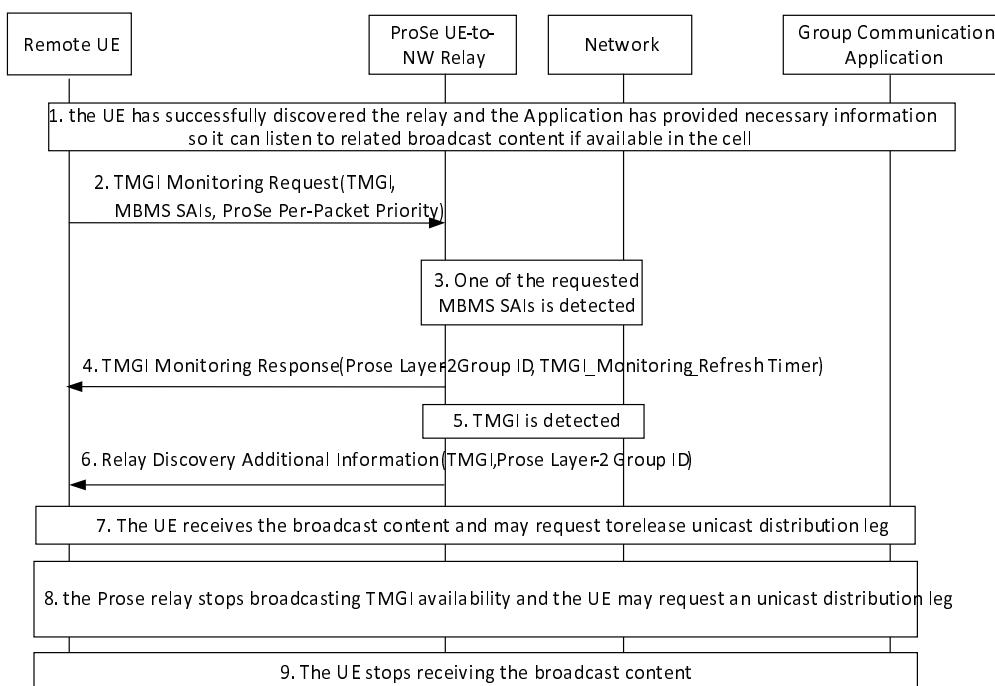 Remote UE
ProSe UE-to-
NW Relay
Network
Group Communication
Application
1. the UE has successfully discovered the relay and the Application has provided necessary information
so it can listen to related broadcast content if available in the cell
2. TMGI Monitoring Request(TMGI,
MBMS SAIs, ProSe Per-Packet Priority)
3. One of the requested
MBMS SAIs is detected
4. TMGI Monitoring Response(Prose Layer-2Group ID, TMGI_Monitoring_Refresh Timer)
5. TMGI is detected
6. Relay Discovery Additional Information(TMGI,Prose Layer-2 Group ID)
7. The UE receives the broadcast content and may request torelease unicast distribution leg
8. the Prose relay stops broadcasting TMGI availability and the UE may request an unicast distribution leg
9. The UE stops receiving the broadcast content